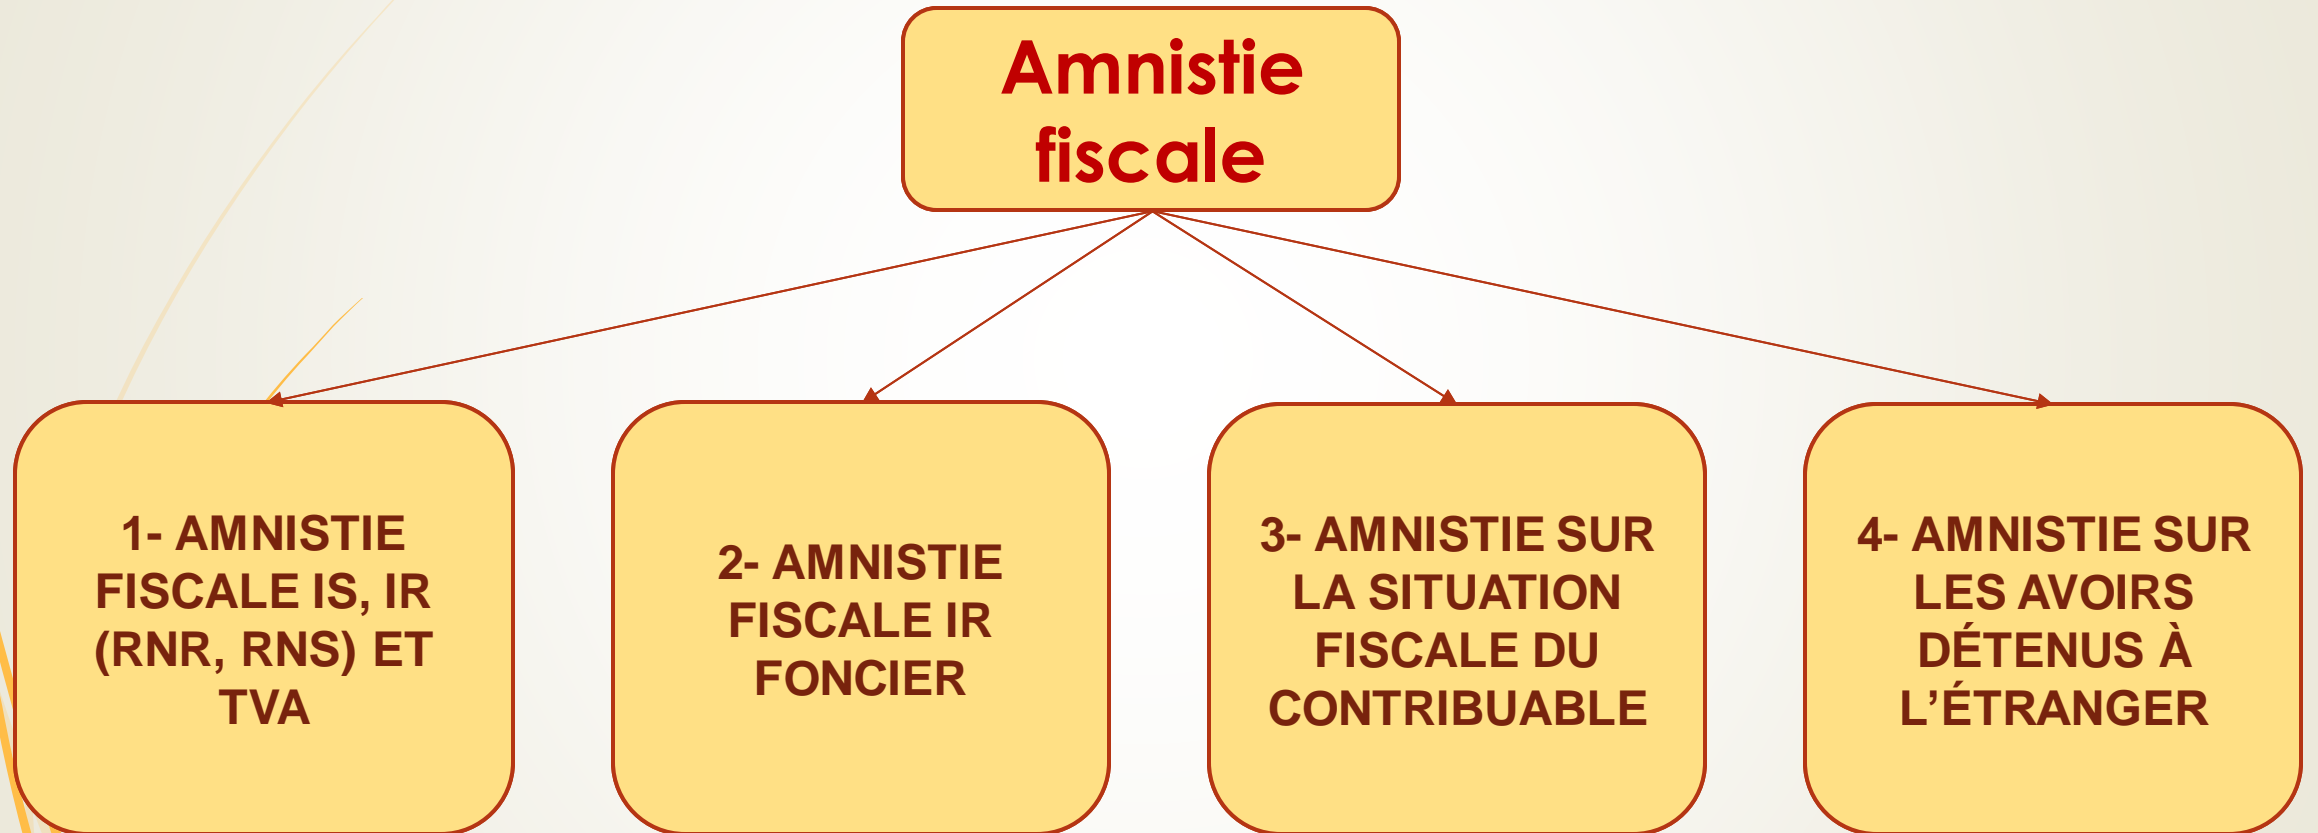 Amnistie
fiscale
1- AMNISTIE
FISCALE IS, IR
(RNR, RNS) ET
TVA
2- AMNISTIE
FISCALE IR
FONCIER
3- AMNISTIE SUR
LA SITUATION
FISCALE DU
CONTRIBUABLE
4- AMNISTIE SUR
LES AVOIRS
DÉTENUS À
L’ÉTRANGER